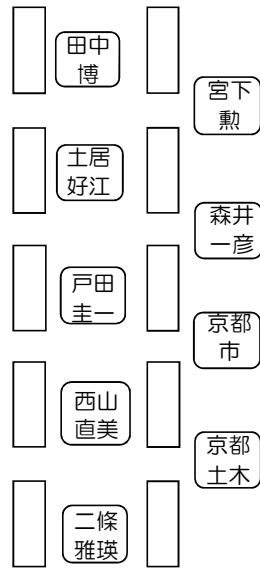 田中
博
宮下
勲
土居
好江
森井
一彦
戸田
圭一
京都
市
西山
直美
京都
土木
二條
雅瑛